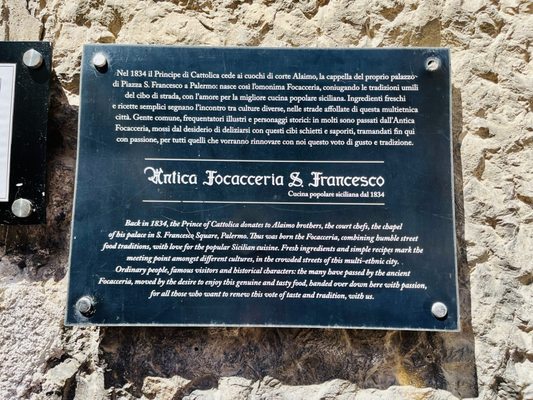 Nel 1834 il Principe di Cattolica cede ai cuochi di corte Alaimo, la cappella del proprio palazzo
di Piazza S. Francesco a Palermo: nasce così l'omonima Focacceria, coniugando le tradizioni umili
del cibo di strada, con l'amore per la migliore cucina popolare siciliana. Ingredienti freschi
e ricette semplici segnano l'incontro tra culture diverse, nelle strade affollate di questa multietnica
città. Gente comune, frequentatori illustri e personaggi storici: in molti sono passati dall'Antica
Focacceria, mossi dal desiderio di deliziarsi con questi cibi schietti e saporiti, tramandati fin qui
con passione, per tutti quelli che vorranno rinnovare con noi questo voto di gusto e tradizione.
Antica Focacceria S. Francesco
Cucina popolare siciliana dal 1834
Back in 1834, the Prince of Cattolica donates to Alaimo brothers, the court chefs, the chapel
of his palace in S. Francesco Square, Palermo. Thus was born the Focacceria, combining humble street
food traditions, with love for the popular Sicilian cuisine. Fresh ingredients and simple recipes mark the
meeting point amongst different cultures, in the crowded streets of this multi-ethnic city.
Ordinary people, famous visitors and historical characters: the many have passed by the ancient
Focacceria, moved by the desire to enjoy this genuine and tasty food, handed over down here with passion,
for all those who want to renew this vote of taste and tradition, with us.